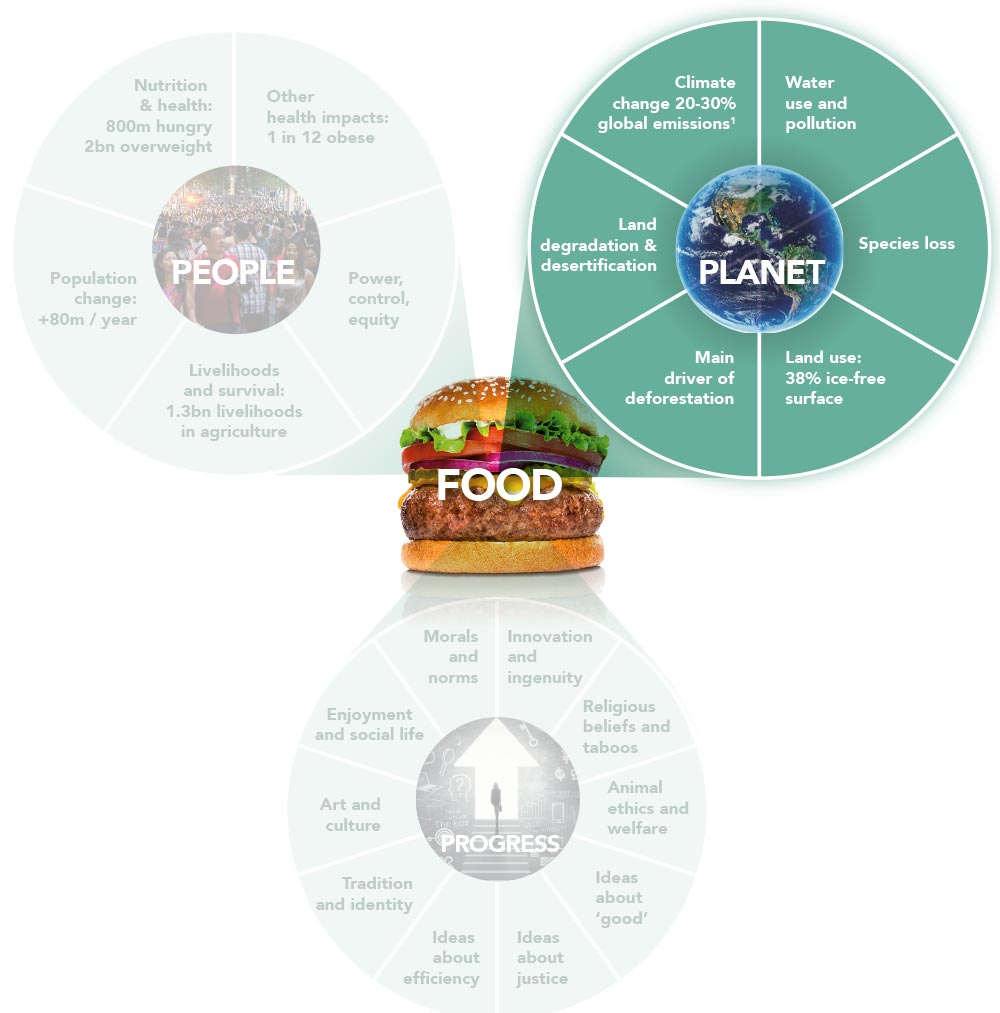 Nutrition
& health:
800m hungry
2bn overweight
Other
health impacts:
1 in 12 obese
Population
change:
+80m / year
PEOPLE
Power,
control,
equity
Livelihoods
and survival:
1.3bn livelihoods
in agriculture
Climate
change 20-30%
global emissions¹
Water
use and
pollution
Land
degradation &
desertification
PLANET
Species loss
Main
driver of
deforestation
Land use:
38% ice-free
surface
FOOD
Morals
and
norms
Innovation
and
ingenuity
Enjoyment
and social life
Religious
beliefs and
taboos
Art and
culture
PROGRESS
Animal
ethics and
welfare
Tradition
and identity
Ideas
about
‘good’
Ideas
about
efficiency
Ideas
about
justice